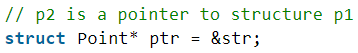 // p2 is a pointer to structure p1
struct Point* ptr = &str;